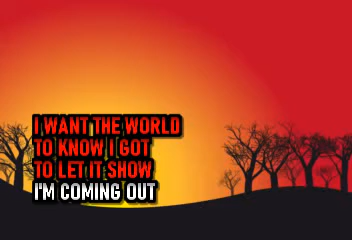 I WANT THE WORLD
TO KNOW I GOT
TO LET IT SHOW
I'M COMING OUT